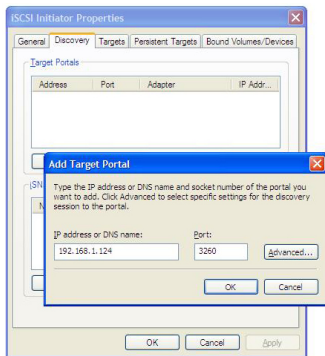 iSCSI Initiator Properties
General Discovery Targets Persistent Targets Bound Volumes/Devices
Target Portals
Address Port Adapter IP Addr...
Add Target Portal
Type the IP address or DNS name and socket number of the portal you
want to add. Click Advanced to select specific settings for the discovery
session to the portal.
IP address or DNS name: Port:
192.168.1.124 3260 Advanced...
OK Cancel
OK Cancel Apply